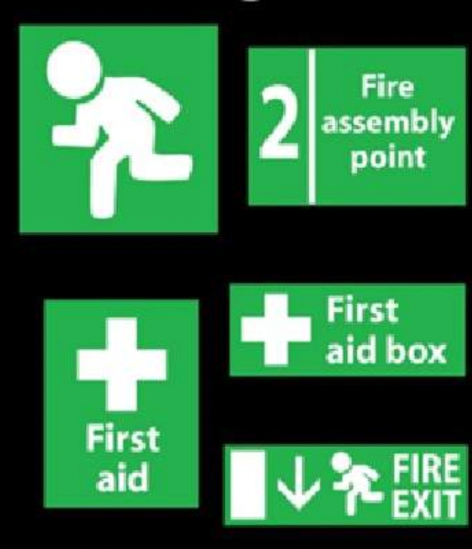 2
Fire
assembly
point
First
aid
First
aid box
FIRE
EXIT